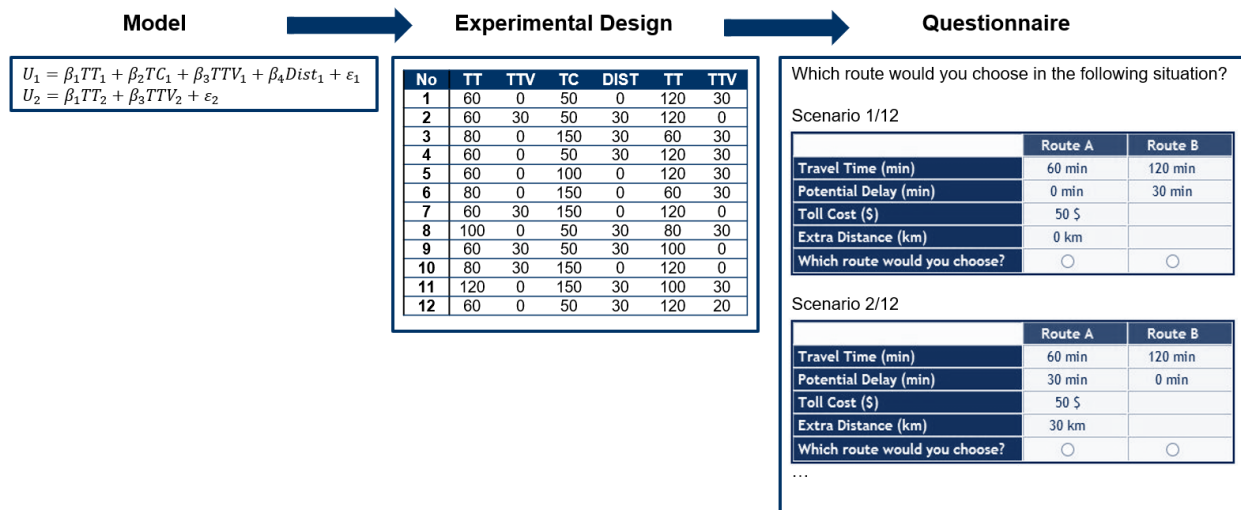 Model
Experimental Design
Questionnaire
U₁ = β₁TT₁ + β₂TC₁ + β₃TTV₁ + β₄Dist₁ + ε₁
U₂ = β₁TT₂ + β₃TTV₂ + ε₂
No TT TTV TC DIST TT TTV
1 60 0 50 0 120 30
2 60 30 50 30 120 0
3 80 0 150 30 60 30
4 60 0 50 30 120 30
5 60 0 100 0 120 30
6 80 0 150 0 60 30
7 60 30 150 0 120 0
8 100 0 50 30 80 30
9 60 30 50 30 100 0
10 80 30 150 0 120 0
11 120 0 150 30 100 30
12 60 0 50 30 120 20
Which route would you choose in the following situation?
Scenario 1/12
Route A Route B
Travel Time (min) 60 min 120 min
Potential Delay (min) 0 min 30 min
Toll Cost ($) 50 $
Extra Distance (km) 0 km
Which route would you choose?
Scenario 2/12
Route A Route B
Travel Time (min) 60 min 120 min
Potential Delay (min) 30 min 0 min
Toll Cost ($) 50 $
Extra Distance (km) 30 km
Which route would you choose?
…